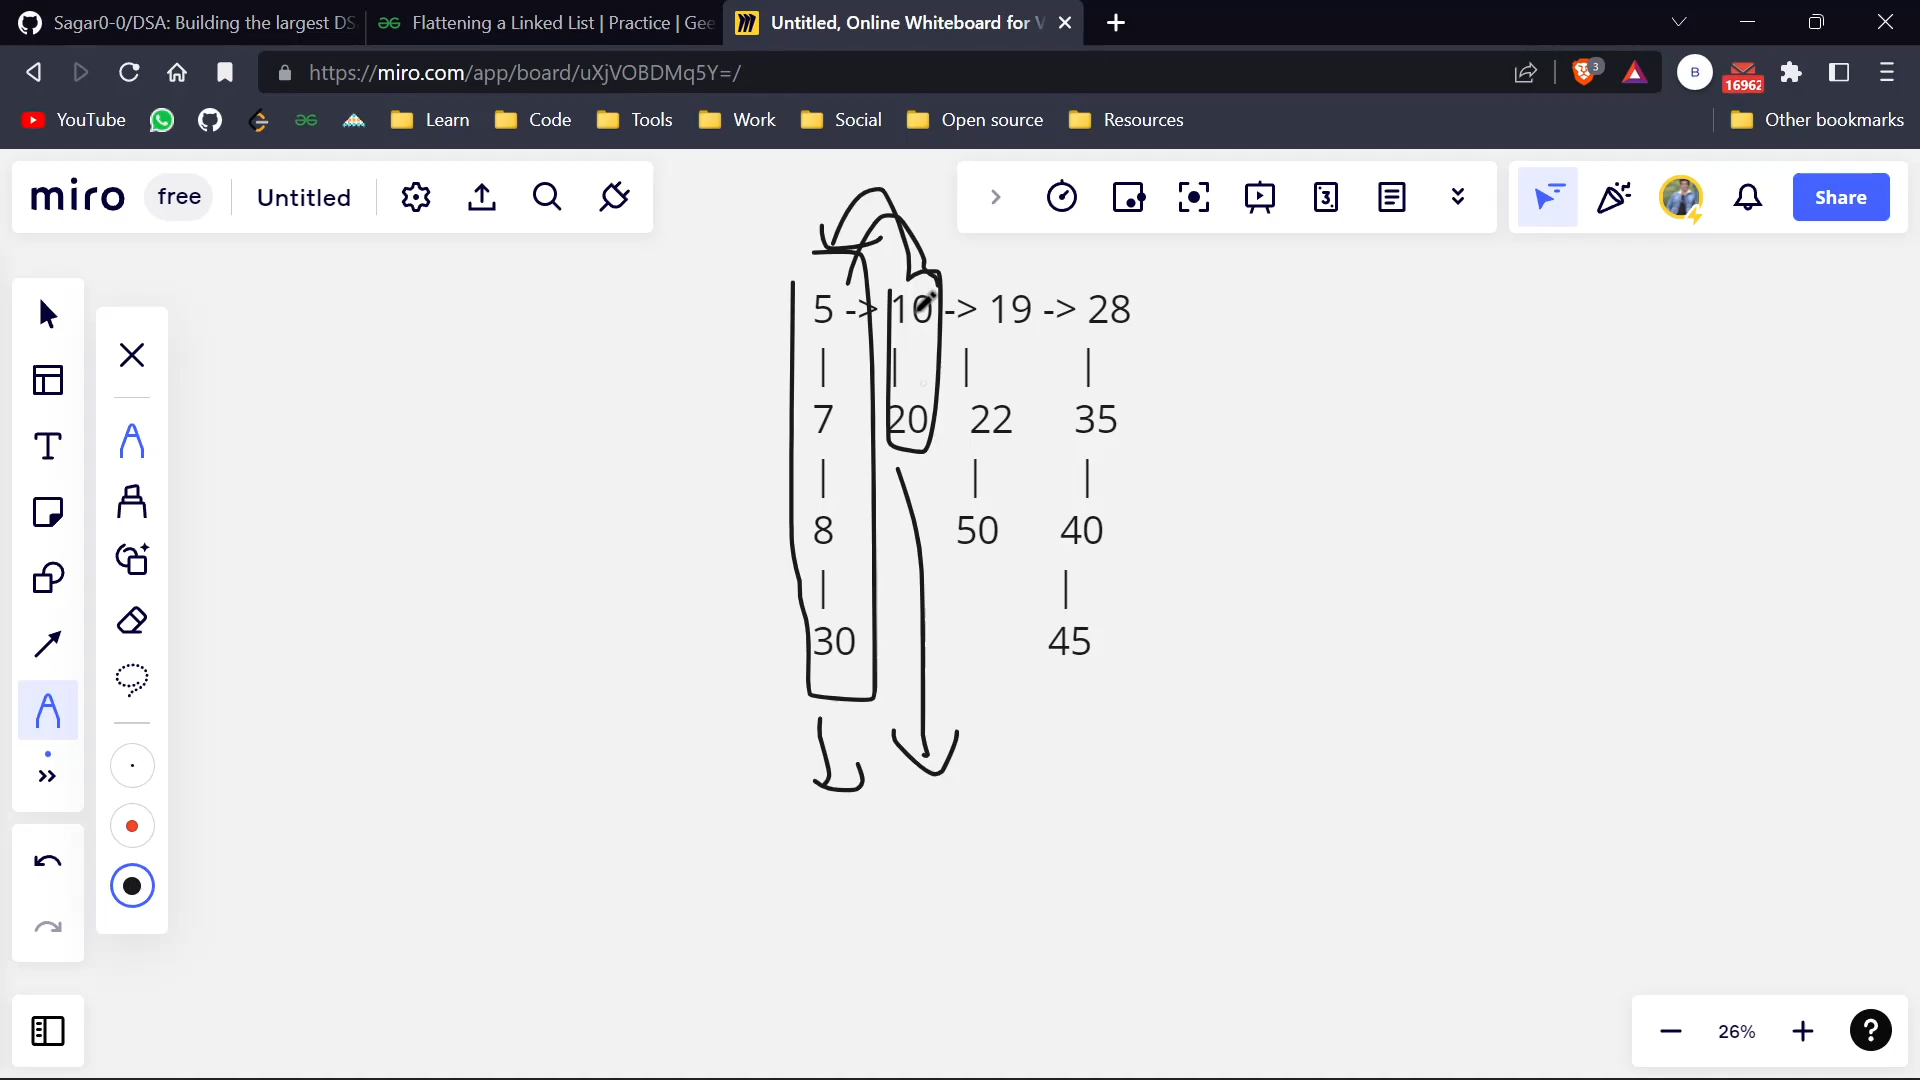 Sagar0-0/DSA: Building the largest DS
Flattening a Linked List | Practice | Gee
Untitled, Online Whiteboard for V
https://miro.com/app/board/uXjVOBDMq5Y=/
3
B
16962
YouTube
Learn
Code
Tools
Work
Social
Open source
Resources
Other bookmarks
miro
free
Untitled
3
Share
5 -> 10 -> 19 -> 28
| | | |
7 20 22 35
| | |
8 50 40
| |
30 45
26%
?